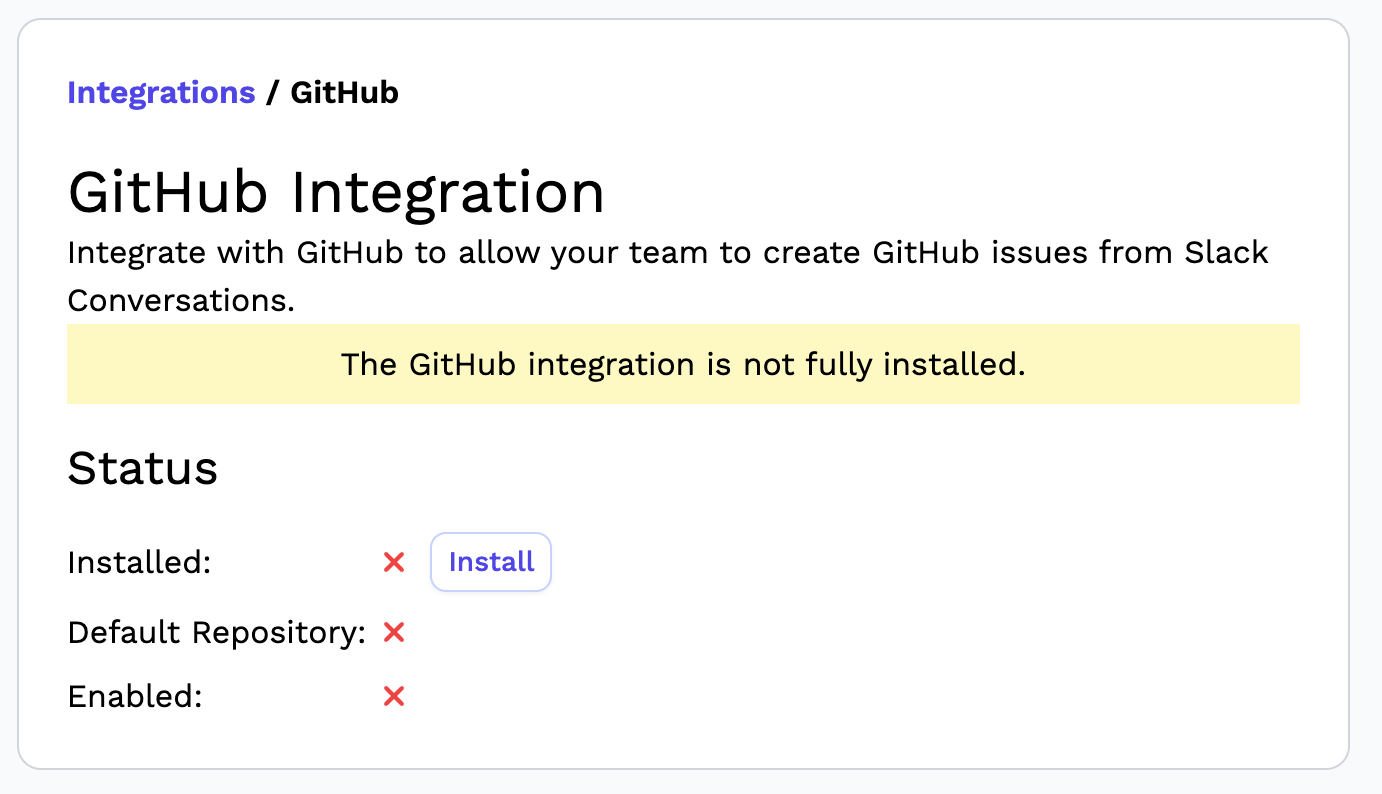 Integrations / GitHub
GitHub Integration
Integrate with GitHub to allow your team to create GitHub issues from Slack
Conversations.
The GitHub integration is not fully installed.
Status
Installed: Install
Default Repository:
Enabled: